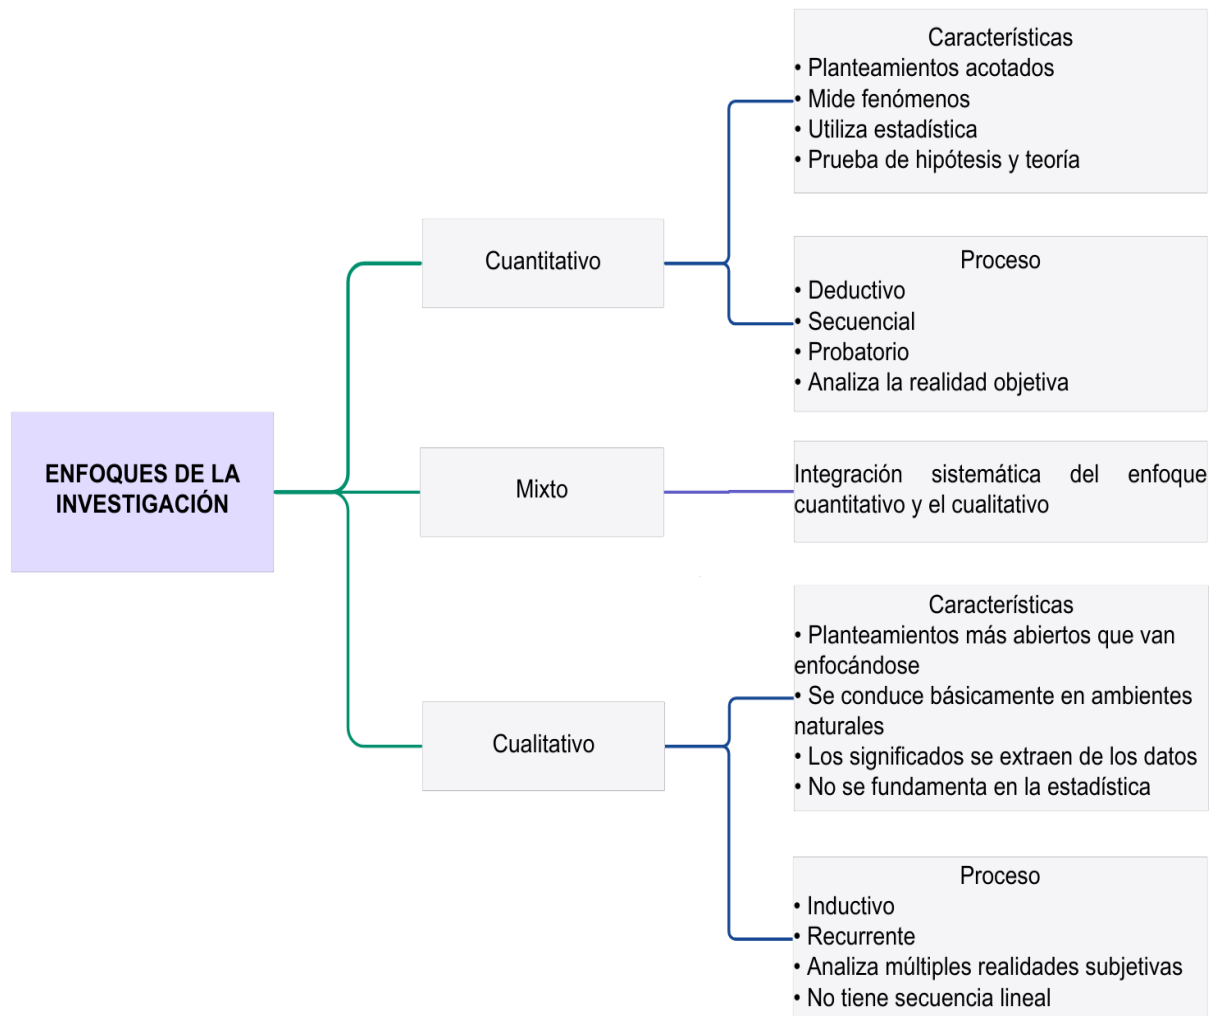 ENFOQUES DE LA
INVESTIGACIÓN
Cuantitativo
Características
• Planteamientos acotados
• Mide fenómenos
• Utiliza estadística
• Prueba de hipótesis y teoría
Proceso
• Deductivo
• Secuencial
• Probatorio
• Analiza la realidad objetiva
Mixto
Integración sistemática del enfoque
cuantitativo y el cualitativo
Cualitativo
Características
• Planteamientos más abiertos que van
enfocándose
• Se conduce básicamente en ambientes
naturales
• Los significados se extraen de los datos
• No se fundamenta en la estadística
Proceso
• Inductivo
• Recurrente
• Analiza múltiples realidades subjetivas
• No tiene secuencia lineal